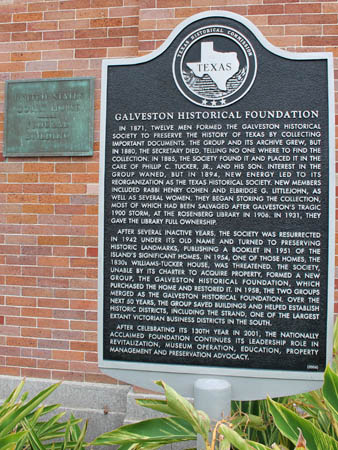 TEXAS HISTORICAL COMMISSION
TEXAS
GALVESTON HISTORICAL FOUNDATION
IN 1871, TWELVE MEN FORMED THE GALVESTON HISTORICAL
SOCIETY TO PRESERVE THE HISTORY OF TEXAS BY COLLECTING
IMPORTANT DOCUMENTS. THE GROUP AND ITS ARCHIVE GREW, BUT
IN 1880, THE SECRETARY DIED, TELLING NO ONE WHERE TO FIND THE
COLLECTION. IN 1885, THE SOCIETY FOUND IT AND PLACED IT IN THE
CARE OF PHILIP C. TUCKER, JR., AND HIS SON. INTEREST IN THE
GROUP WANED, BUT IN 1894, NEW ENERGY LED TO ITS
REORGANIZATION AS THE TEXAS HISTORICAL SOCIETY. NEW MEMBERS
INCLUDED RABBI HENRY COHEN AND ELBRIDGE G. LITTLEJOHN, AS
WELL AS SEVERAL WOMEN. THEY BEGAN STORING THE COLLECTION,
MOST OF WHICH HAD BEEN SALVAGED AFTER GALVESTON'S TRAGIC
1900 STORM, AT THE ROSENBERG LIBRARY IN 1906. IN 1931, THEY
GAVE THE LIBRARY FULL OWNERSHIP.
AFTER SEVERAL INACTIVE YEARS, THE SOCIETY WAS RESURRECTED
IN 1942 UNDER ITS OLD NAME AND TURNED TO PRESERVING
HISTORIC LANDMARKS, PUBLISHING A BOOKLET IN 1951 OF THE
ISLAND'S SIGNIFICANT HOMES. IN 1954, ONE OF THOSE HOMES, THE
1830s WILLIAMS-TUCKER HOUSE, WAS THREATENED. THE SOCIETY,
UNABLE BY ITS CHARTER TO ACQUIRE PROPERTY, FORMED A NEW
GROUP, THE GALVESTON HISTORICAL FOUNDATION, WHICH
PURCHASED THE HOME AND RESTORED IT. IN 1958, THE TWO GROUPS
MERGED AS THE GALVESTON HISTORICAL FOUNDATION. OVER THE
NEXT 50 YEARS, THE GROUP SAVED BUILDINGS AND HELPED ESTABLISH
HISTORIC DISTRICTS, INCLUDING THE STRAND, ONE OF THE LARGEST
EXTANT VICTORIAN BUSINESS DISTRICTS IN THE SOUTH.
AFTER CELEBRATING ITS 130TH YEAR IN 2001, THE NATIONALLY
ACCLAIMED FOUNDATION CONTINUES ITS LEADERSHIP ROLE IN
REVITALIZATION, MUSEUM OPERATION, EDUCATION, PROPERTY
MANAGEMENT AND PRESERVATION ADVOCACY.
UNITED STATES